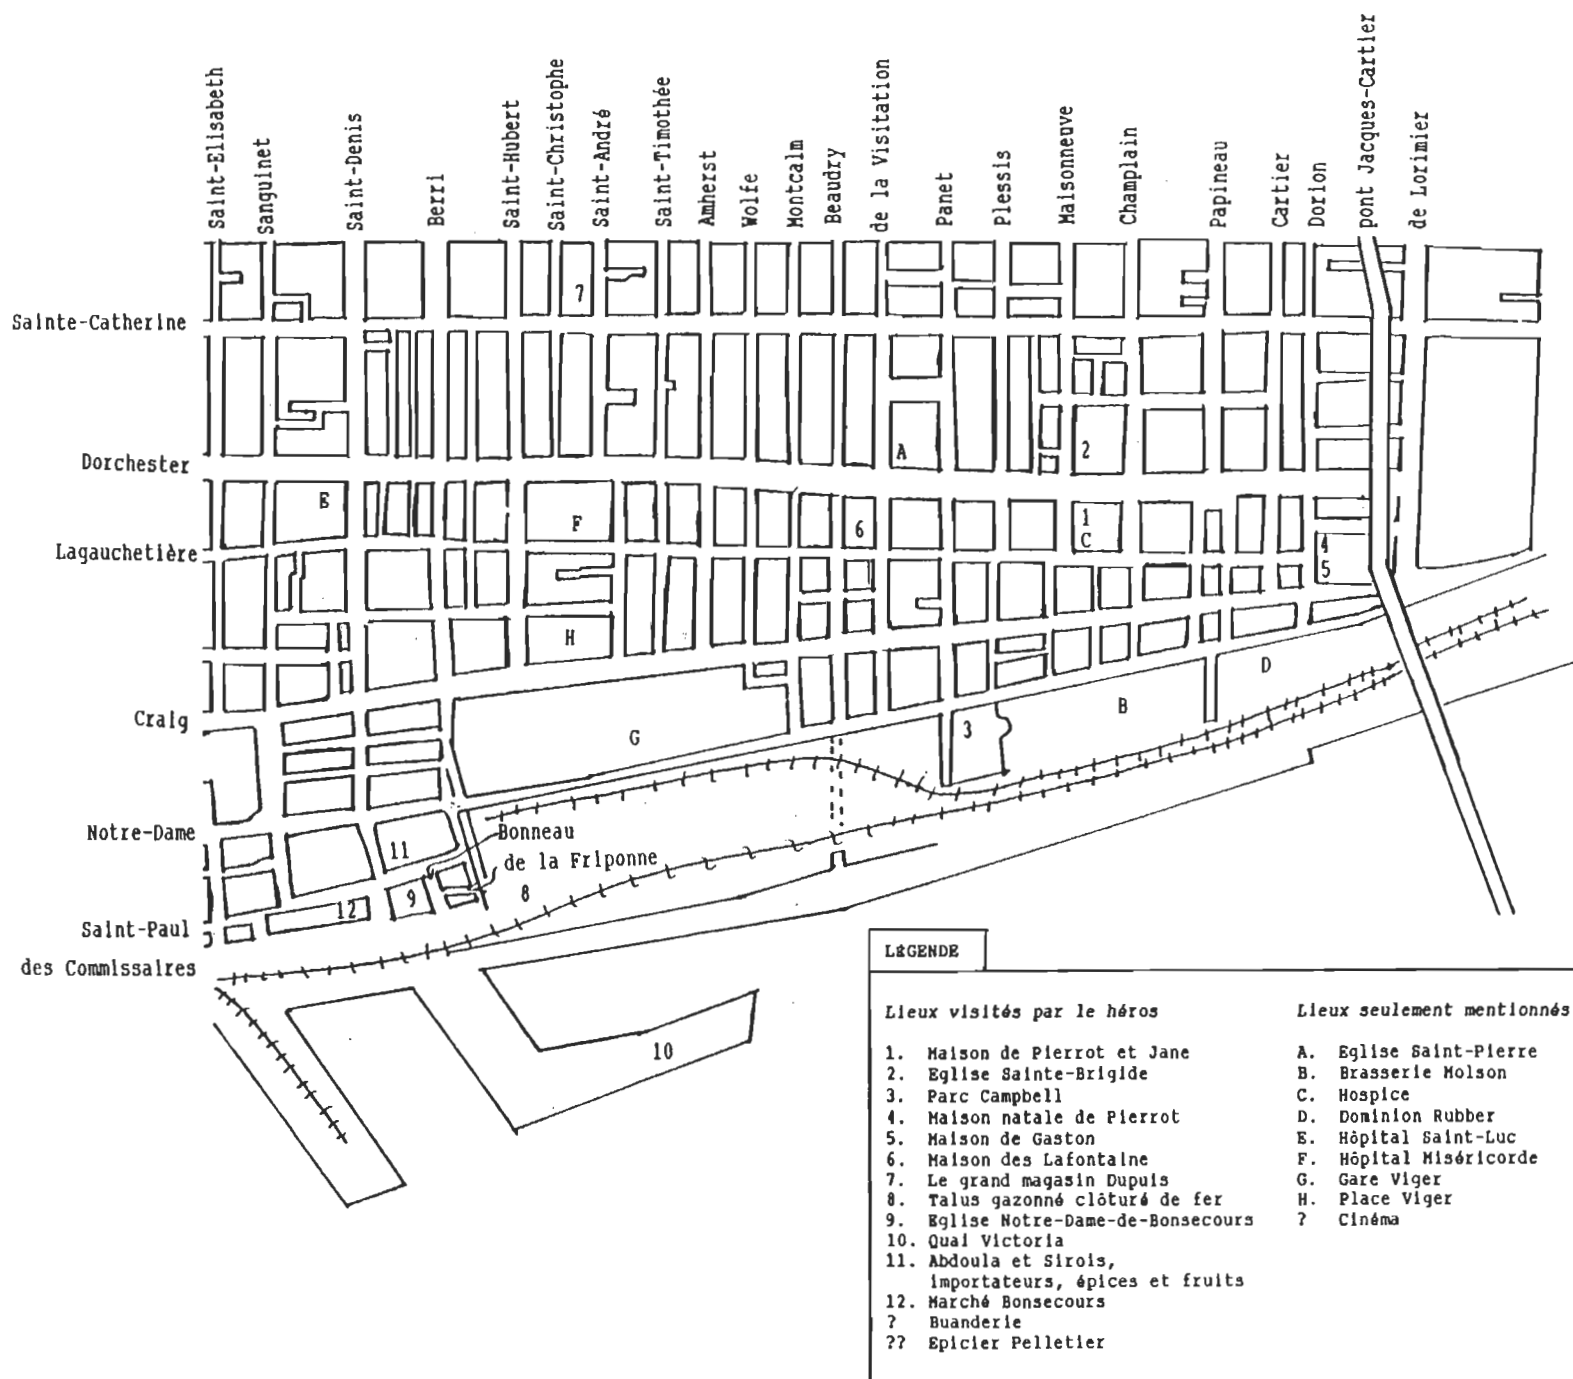 Saint-Elisabeth
Sanguinet
Saint-Denis
Berri
Saint-Hubert
Saint-Christophe
Saint-André
Saint-Timothée
Amherst
Wolfe
Montcalm
Beaudry
de la Visitation
Panet
Plessis
Maisonneuve
Champlain
Papineau
Cartier
Dorion
pont Jacques-Cartier
de Lorimier
7
Sainte-Catherine
A
2
Dorchester
E
F
6
1
C
4
5
Lagauchetière
H
D
Craig
G
3
B
Notre-Dame
11
Bonneau
de la Friponne
12
9
8
Saint-Paul
des Commissaires
10
LÉGENDE
Lieux visités par le héros
1. Maison de Pierrot et Jane
2. Eglise Sainte-Brigide
3. Parc Campbell
4. Maison natale de Pierrot
5. Maison de Gaston
6. Maison des Lafontaine
7. Le grand magasin Dupuis
8. Talus gazonné clôturé de fer
9. Eglise Notre-Dame-de-Bonsecours
10. Quai Victoria
11. Abdoula et Sirois,
importateurs, épices et fruits
12. Marché Bonsecours
? Buanderie
?? Epicier Pelletier
Lieux seulement mentionnés
A. Eglise Saint-Pierre
B. Brasserie Molson
C. Hospice
D. Dominion Rubber
E. Hôpital Saint-Luc
F. Hôpital Miséricorde
G. Gare Viger
H. Place Viger
? Cinéma